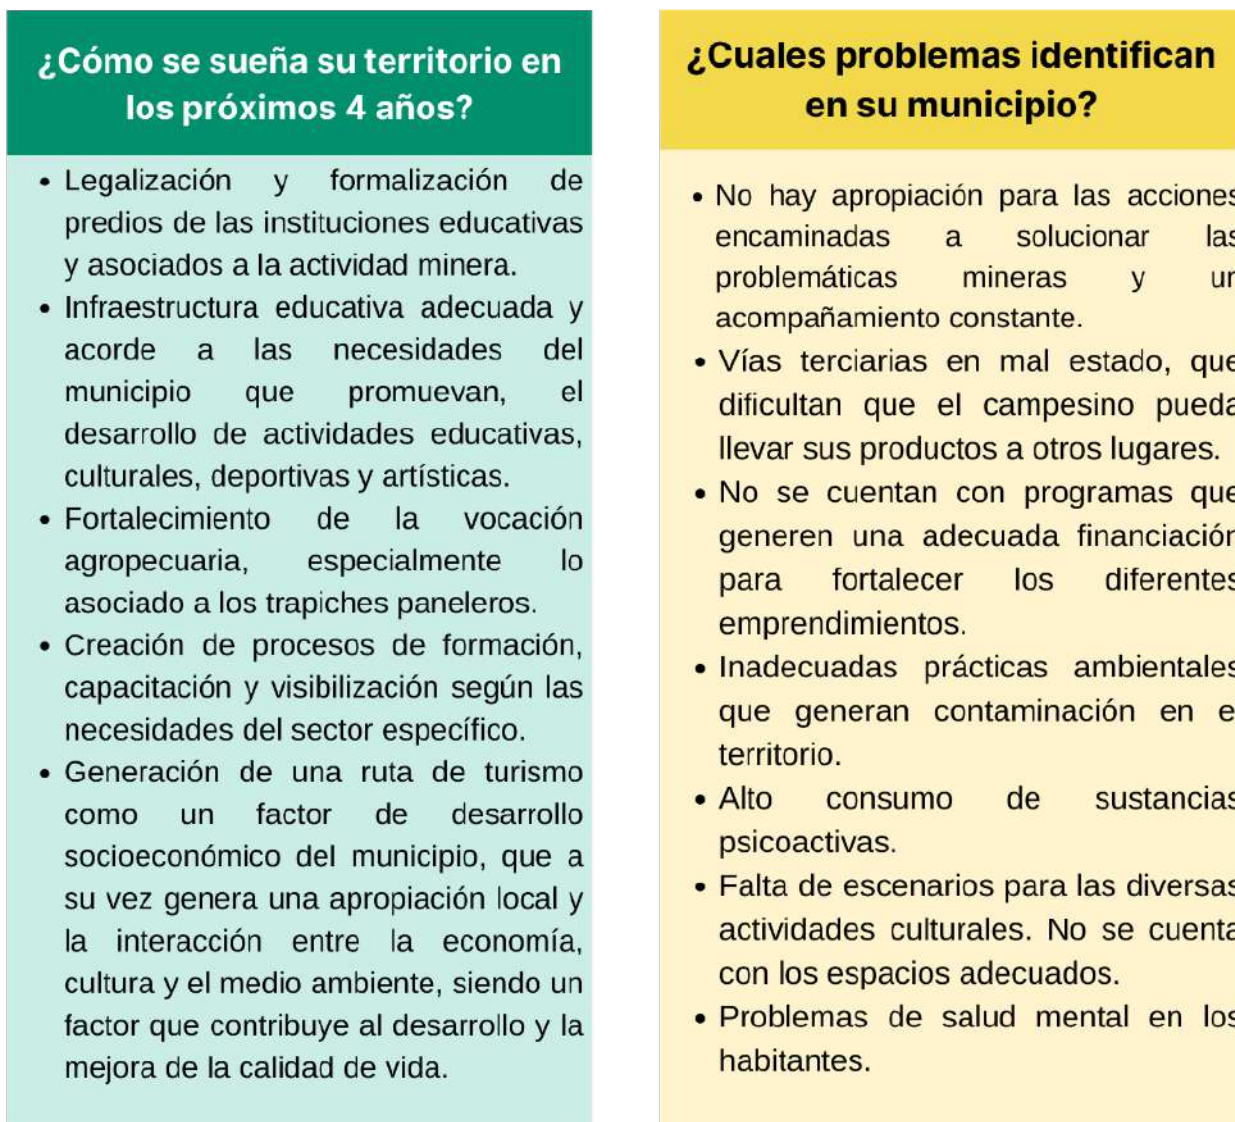 ¿Cómo se sueña su territorio en
los próximos 4 años?
• Legalización y formalización de
predios de las instituciones educativas
y asociados a la actividad minera.
• Infraestructura educativa adecuada y
acorde a las necesidades del
municipio que promuevan, el
desarrollo de actividades educativas,
culturales, deportivas y artísticas.
• Fortalecimiento de la vocación
agropecuaria, especialmente lo
asociado a los trapiches paneleros.
• Creación de procesos de formación,
capacitación y visibilización según las
necesidades del sector específico.
• Generación de una ruta de turismo
como un factor de desarrollo
socioeconómico del municipio, que a
su vez genera una apropiación local y
la interacción entre la economía,
cultura y el medio ambiente, siendo un
factor que contribuye al desarrollo y la
mejora de la calidad de vida.
¿Cuales problemas identifican
en su municipio?
• No hay apropiación para las acciones
encaminadas a solucionar las
problemáticas mineras y un
acompañamiento constante.
• Vías terciarias en mal estado, que
dificultan que el campesino pueda
llevar sus productos a otros lugares.
• No se cuentan con programas que
generen una adecuada financiación
para fortalecer los diferentes
emprendimientos.
• Inadecuadas prácticas ambientales
que generan contaminación en el
territorio.
• Alto consumo de sustancias
psicoactivas.
• Falta de escenarios para las diversas
actividades culturales. No se cuenta
con los espacios adecuados.
• Problemas de salud mental en los
habitantes.